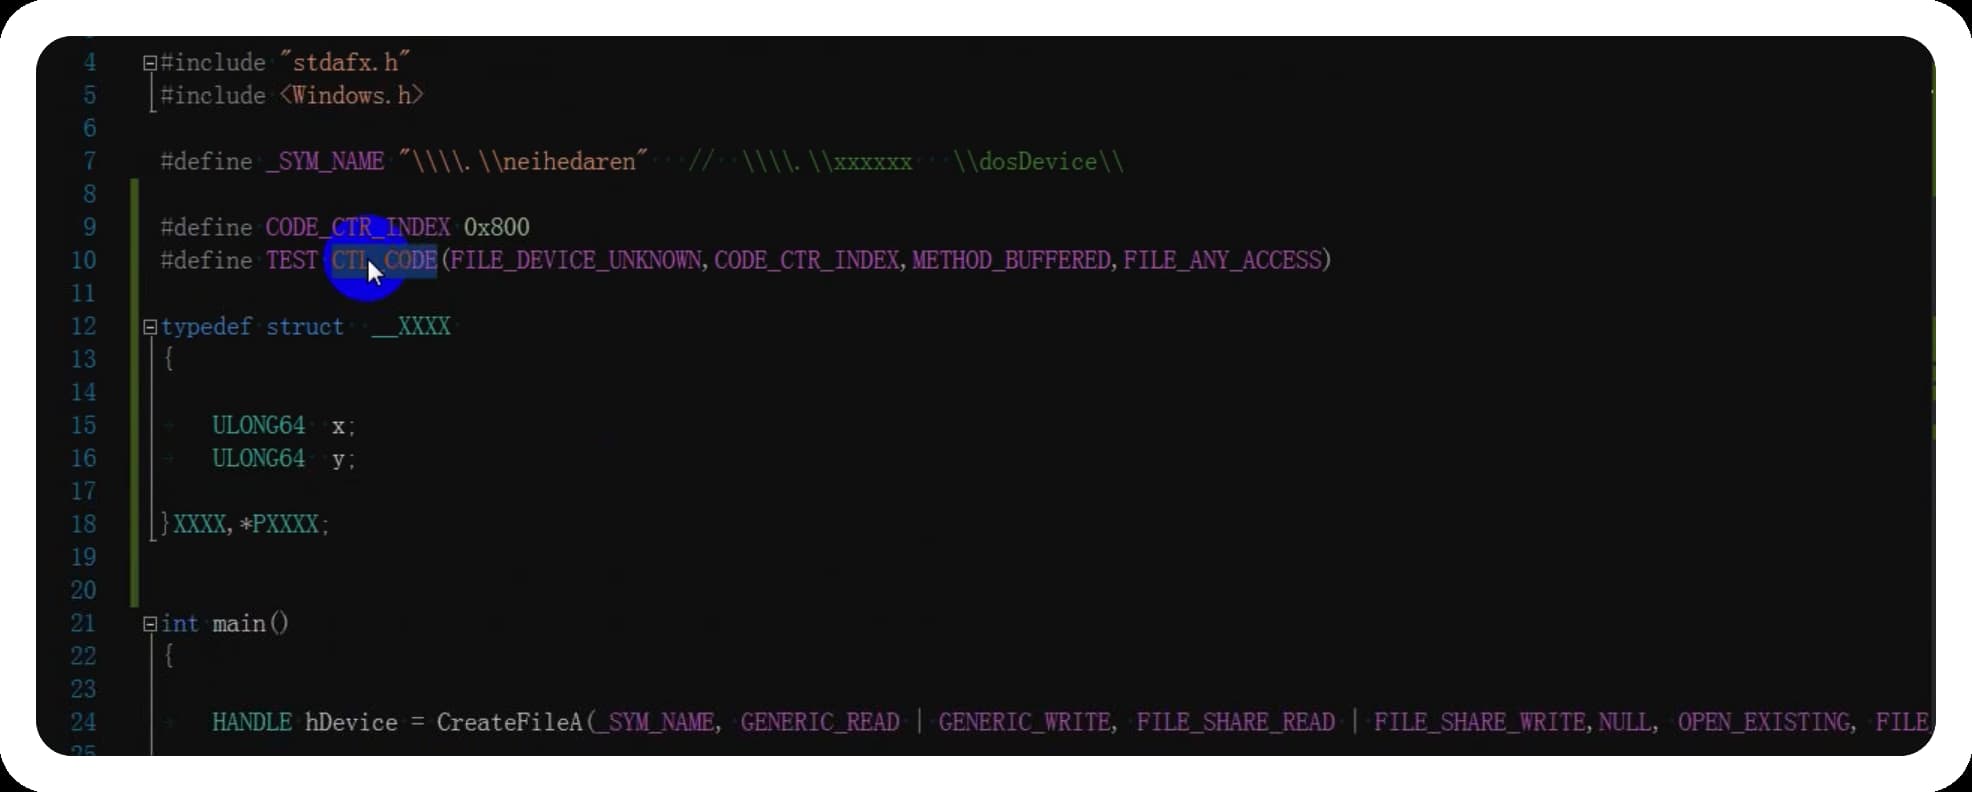 4 #include "stdafx.h"
5 #include <Windows.h>
6
7 #define _SYM_NAME "\\\\.\\neihedaren" // \\\\.\\xxxxxx \\dosDevice\\
8
9 #define CODE_CTR_INDEX 0x800
10 #define TEST CTL_CODE(FILE_DEVICE_UNKNOWN,CODE_CTR_INDEX,METHOD_BUFFERED,FILE_ANY_ACCESS)
11
12 typedef struct __XXXX
13 {
14
15 ULONG64 x;
16 ULONG64 y;
17
18 }XXXX,*PXXXX;
19
20
21 int main()
22 {
23
24 HANDLE hDevice = CreateFileA(_SYM_NAME, GENERIC_READ | GENERIC_WRITE, FILE_SHARE_READ | FILE_SHARE_WRITE,NULL, OPEN_EXISTING, FILE_
25